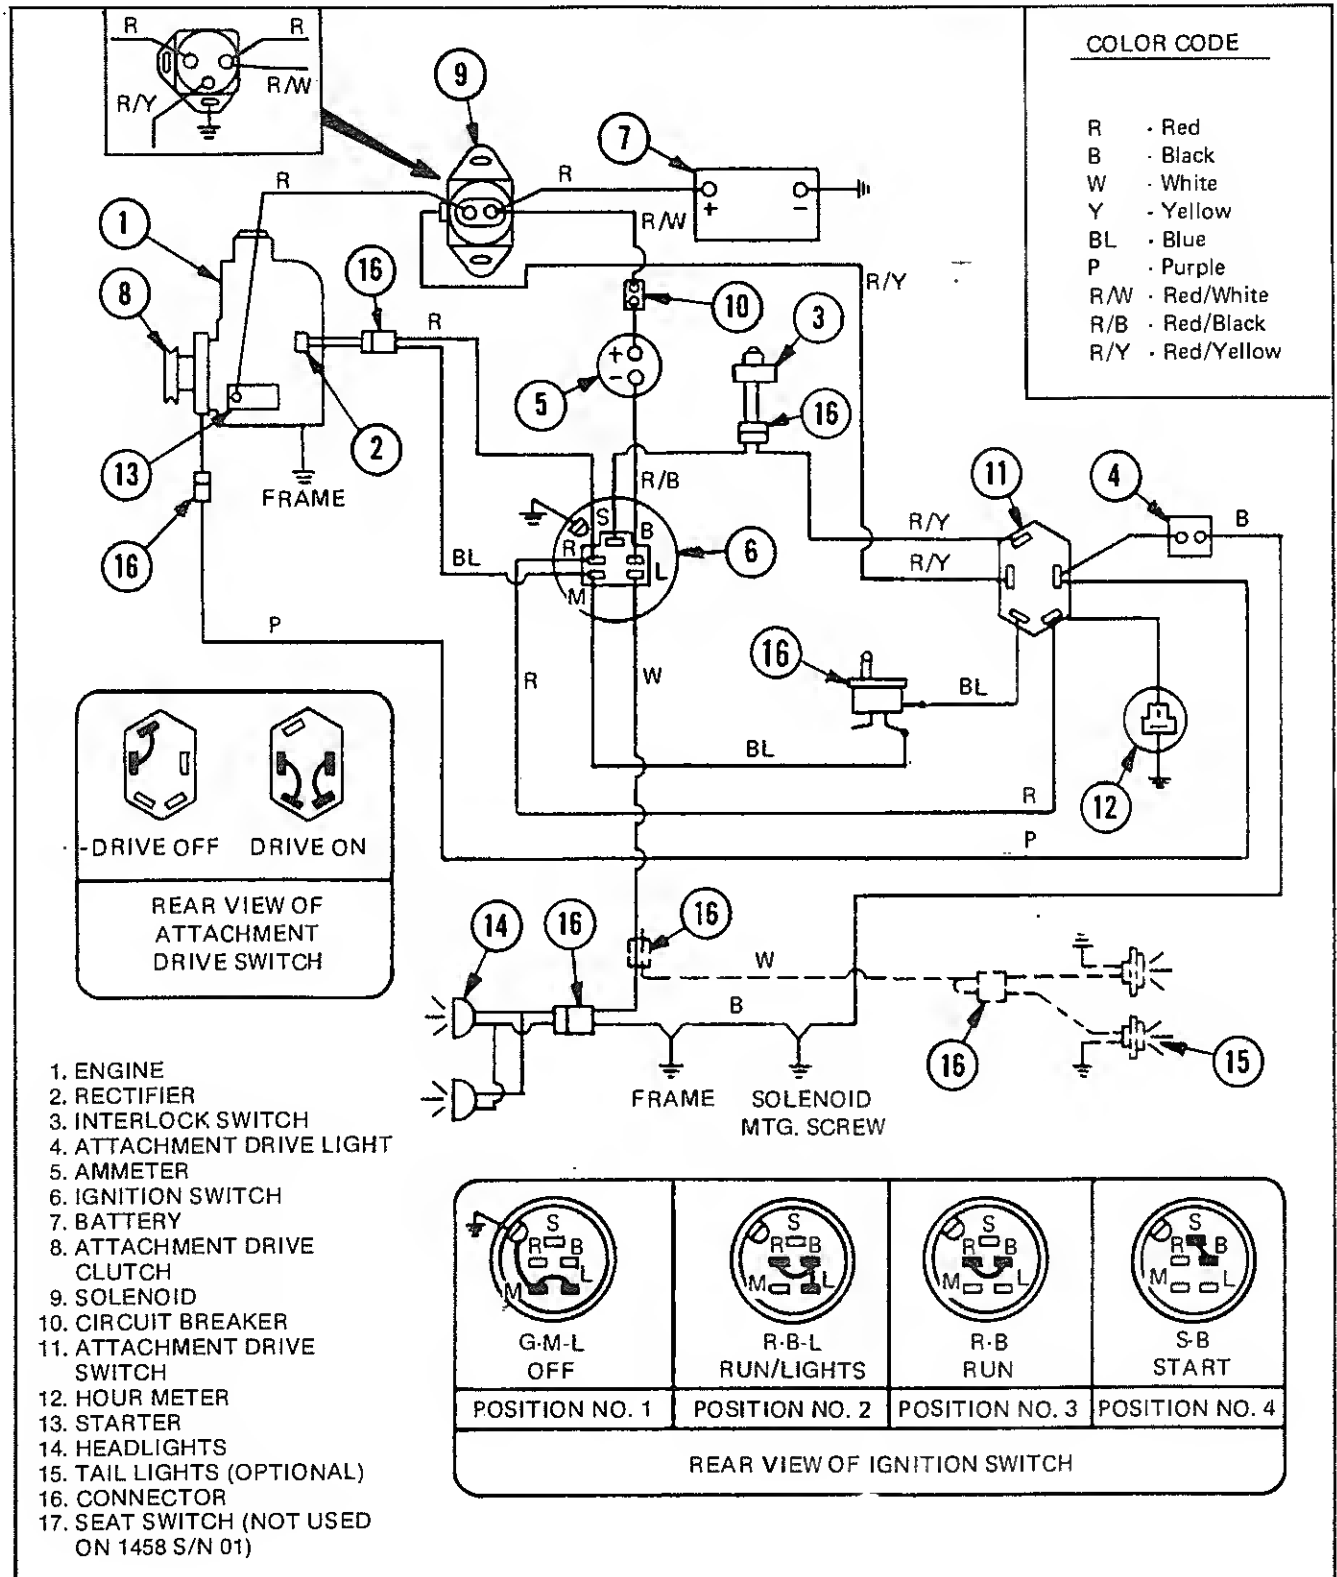 R
R
R/Y
R/W
COLOR CODE
R · Red
B · Black
W · White
Y · Yellow
BL · Blue
P · Purple
R/W · Red/White
R/B · Red/Black
R/Y · Red/Yellow
9
7
R
R
R/W
+ −
1
16
8
R
10
3
R/Y
+
−
5
16
2
13
R/B
11
4
FRAME
16
S
B
R
L
M
BL
6
R/Y
R/Y
B
P
R
W
16
BL
BL
12
R
P
-DRIVE OFF DRIVE ON
REAR VIEW OF
ATTACHMENT
DRIVE SWITCH
14
16
16
W
B
16
15
FRAME
SOLENOID
MTG. SCREW
1. ENGINE
2. RECTIFIER
3. INTERLOCK SWITCH
4. ATTACHMENT DRIVE LIGHT
5. AMMETER
6. IGNITION SWITCH
7. BATTERY
8. ATTACHMENT DRIVE
CLUTCH
9. SOLENOID
10. CIRCUIT BREAKER
11. ATTACHMENT DRIVE
SWITCH
12. HOUR METER
13. STARTER
14. HEADLIGHTS
15. TAIL LIGHTS (OPTIONAL)
16. CONNECTOR
17. SEAT SWITCH (NOT USED
ON 1458 S/N 01)
S
R B
M L
G-M-L
OFF
POSITION NO. 1
S
R B
M L
R-B-L
RUN/LIGHTS
POSITION NO. 2
S
R B
M L
R-B
RUN
POSITION NO. 3
S
B
M L
S-B
START
POSITION NO. 4
REAR VIEW OF IGNITION SWITCH